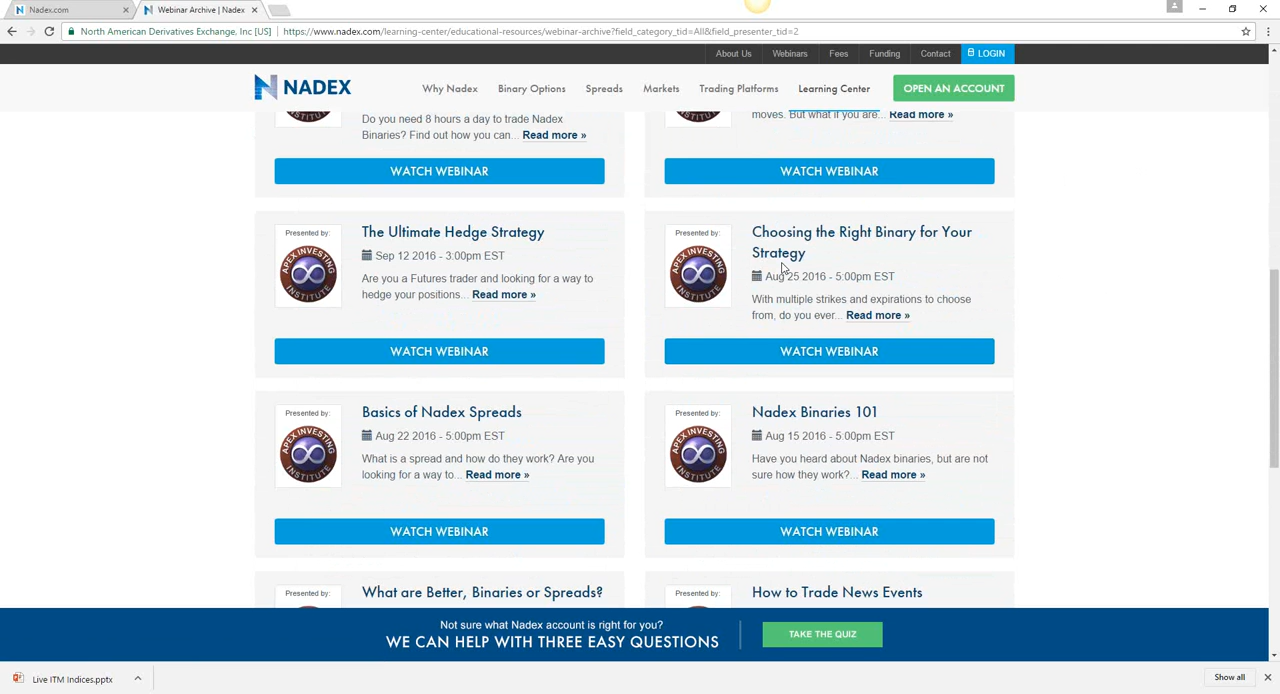 Nadex.com
Webinar Archive | Nadex
North American Derivatives Exchange, Inc [US]
https://www.nadex.com/learning-center/educational-resources/webinar-archive?field_category_tid=All&field_presenter_tid=2
About Us
Webinars
Fees
Funding
Contact
LOGIN
NADEX
Why Nadex
Binary Options
Spreads
Markets
Trading Platforms
Learning Center
OPEN AN ACCOUNT
Do you need 8 hours a day to trade Nadex
Binaries? Find out how you can... Read more »
WATCH WEBINAR
moves. But what if you are... Read more »
WATCH WEBINAR
Presented by:
APEX INVESTING
INSTITUTE
The Ultimate Hedge Strategy
Sep 12 2016 - 3:00pm EST
Are you a Futures trader and looking for a way to
hedge your positions... Read more »
WATCH WEBINAR
Presented by:
APEX INVESTING
INSTITUTE
Choosing the Right Binary for Your
Strategy
Aug 25 2016 - 5:00pm EST
With multiple strikes and expirations to choose
from, do you ever... Read more »
WATCH WEBINAR
Presented by:
APEX INVESTING
INSTITUTE
Basics of Nadex Spreads
Aug 22 2016 - 5:00pm EST
What is a spread and how do they work? Are you
looking for a way to... Read more »
WATCH WEBINAR
Presented by:
APEX INVESTING
INSTITUTE
Nadex Binaries 101
Aug 15 2016 - 5:00pm EST
Have you heard about Nadex binaries, but are not
sure how they work?... Read more »
WATCH WEBINAR
Presented by:
What are Better, Binaries or Spreads?
Presented by:
How to Trade News Events
Not sure what Nadex account is right for you?
WE CAN HELP WITH THREE EASY QUESTIONS
TAKE THE QUIZ
Live ITM Indices.pptx
Show all